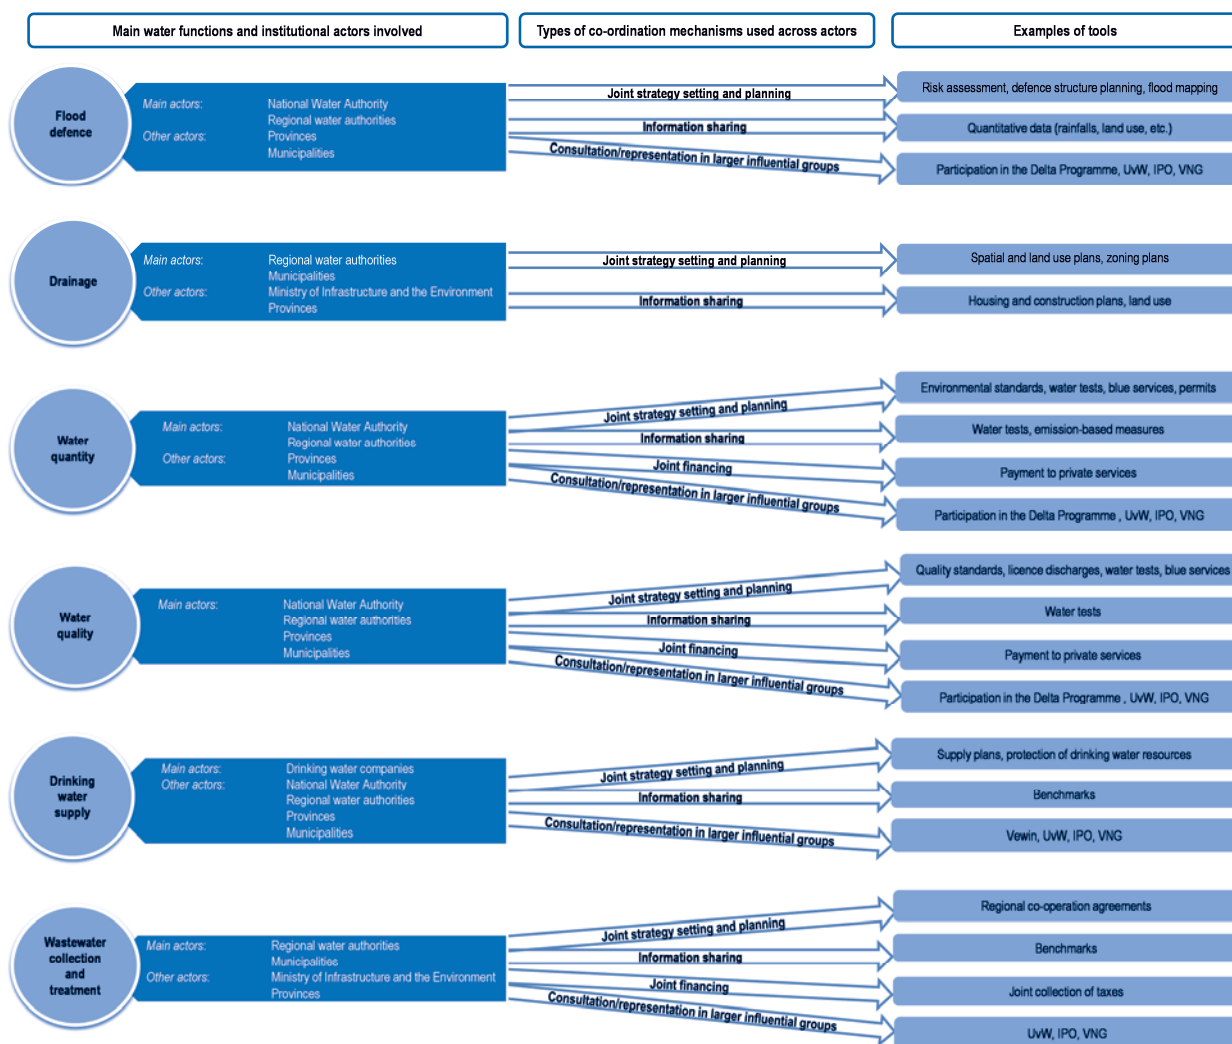 Main water functions and institutional actors involved
Types of co-ordination mechanisms used across actors
Examples of tools
Flood
defence
Main actors: National Water Authority
Regional water authorities
Other actors: Provinces
Municipalities
Joint strategy setting and planning
Information sharing
Consultation/representation in larger influential groups
Risk assessment, defence structure planning, flood mapping
Quantitative data (rainfalls, land use, etc.)
Participation in the Delta Programme, UvW, IPO, VNG
Drainage
Main actors: Regional water authorities
Municipalities
Other actors: Ministry of Infrastructure and the Environment
Provinces
Joint strategy setting and planning
Information sharing
Spatial and land use plans, zoning plans
Housing and construction plans, land use
Water
quantity
Main actors: National Water Authority
Regional water authorities
Other actors: Provinces
Municipalities
Joint strategy setting and planning
Information sharing
Joint financing
Consultation/representation in larger influential groups
Environmental standards, water tests, blue services, permits
Water tests, emission-based measures
Payment to private services
Participation in the Delta Programme , UvW, IPO, VNG
Water
quality
Main actors: National Water Authority
Regional water authorities
Provinces
Municipalities
Joint strategy setting and planning
Information sharing
Joint financing
Consultation/representation in larger influential groups
Quality standards, licence discharges, water tests, blue services
Water tests
Payment to private services
Participation in the Delta Programme , UvW, IPO, VNG
Drinking
water
supply
Main actors: Drinking water companies
Other actors: National Water Authority
Regional water authorities
Provinces
Municipalities
Joint strategy setting and planning
Information sharing
Consultation/representation in larger influential groups
Supply plans, protection of drinking water resources
Benchmarks
Vewin, UvW, IPO, VNG
Wastewater
collection
and
treatment
Main actors: Regional water authorities
Municipalities
Other actors: Ministry of Infrastructure and the Environment
Provinces
Joint strategy setting and planning
Information sharing
Joint financing
Consultation/representation in larger influential groups
Regional co-operation agreements
Benchmarks
Joint collection of taxes
UvW, IPO, VNG